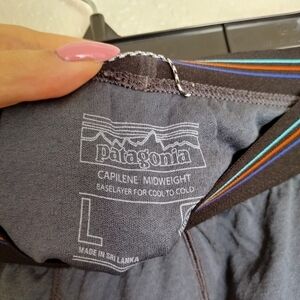 patagonia
CAPILENE MIDWEIGHT
BASELAYER FOR COOL TO COLD
L
MADE IN SRI LANKA